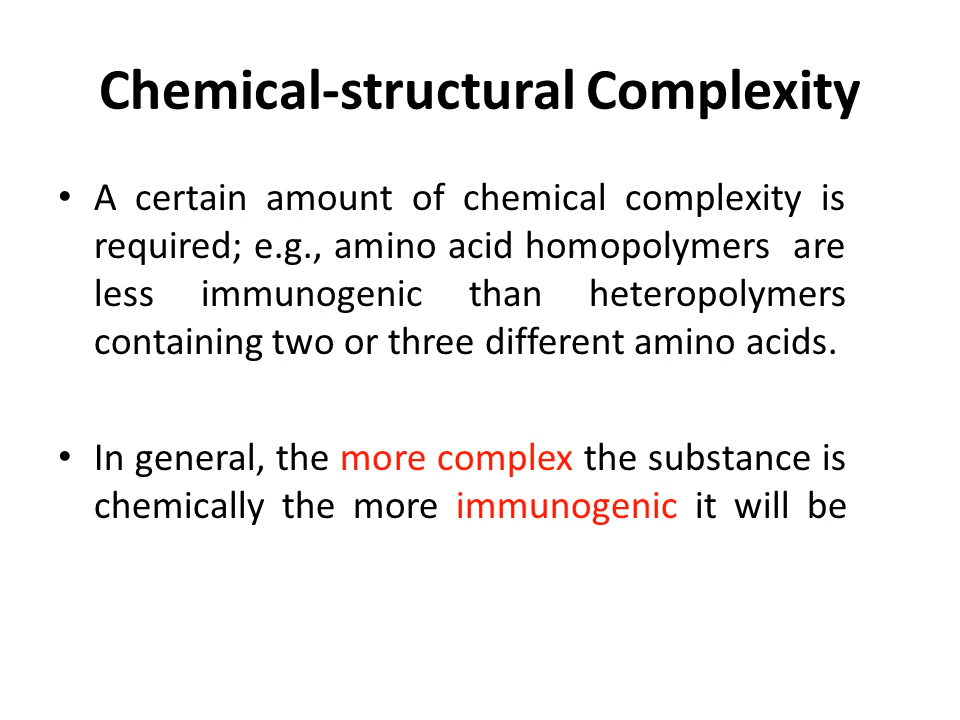 Chemical-structural Complexity
• A certain amount of chemical complexity is
required; e.g., amino acid homopolymers are
less immunogenic than heteropolymers
containing two or three different amino acids.
• In general, the more complex the substance is
chemically the more immunogenic it will be